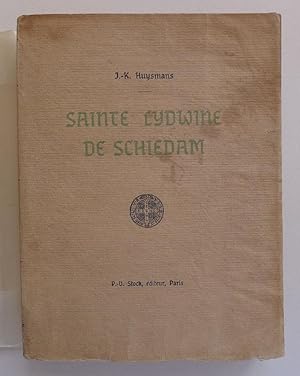 J.-K. Huysmans
SAINTE LYDWINE
DE SCHIEDAM
P.-V. Stock, éditeur, Paris